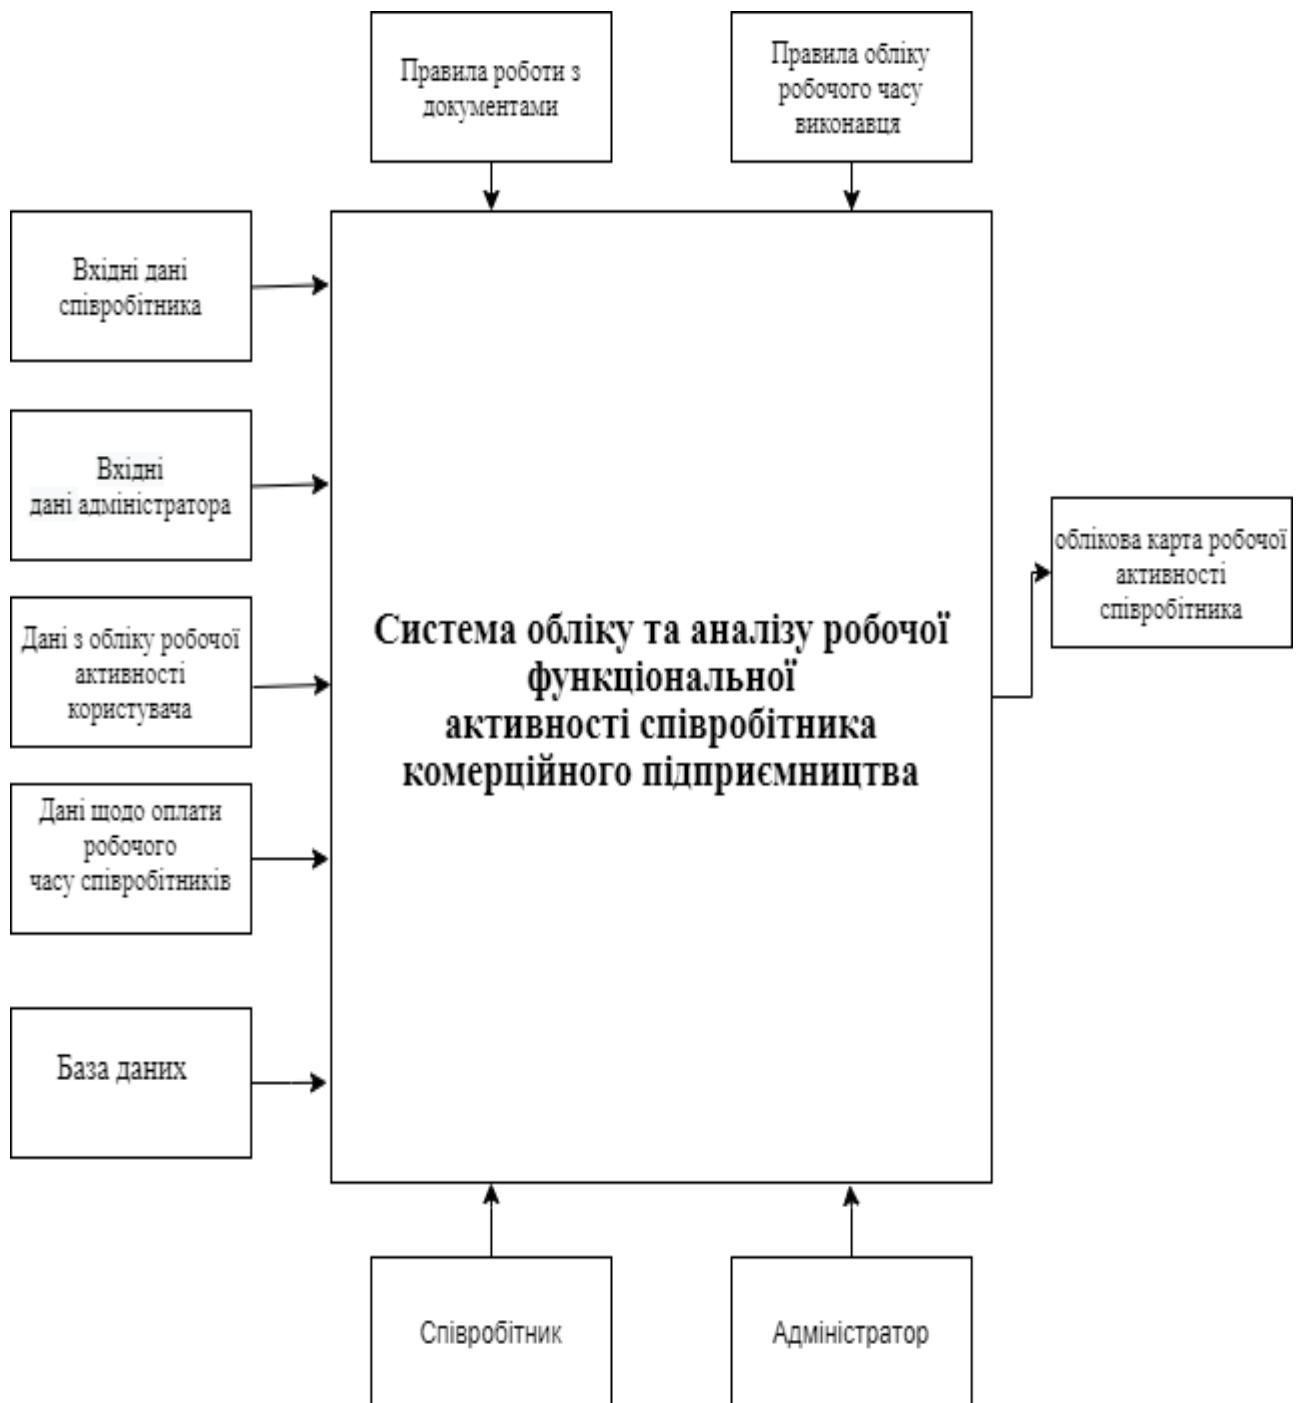 Правила роботи з
документами
Правила обліку
робочого часу
виконавця
Вхідні дані
співробітника
Вхідні
дані адміністратора
Дані з обліку робочої
активності
користувача
Дані щодо оплати
робочого
часу співробітників
База даних
Система обліку та аналізу робочої
функціональної
активності співробітника
комерційного підприємництва
облікова карта робочої
активності
співробітника
Співробітник
Адміністратор